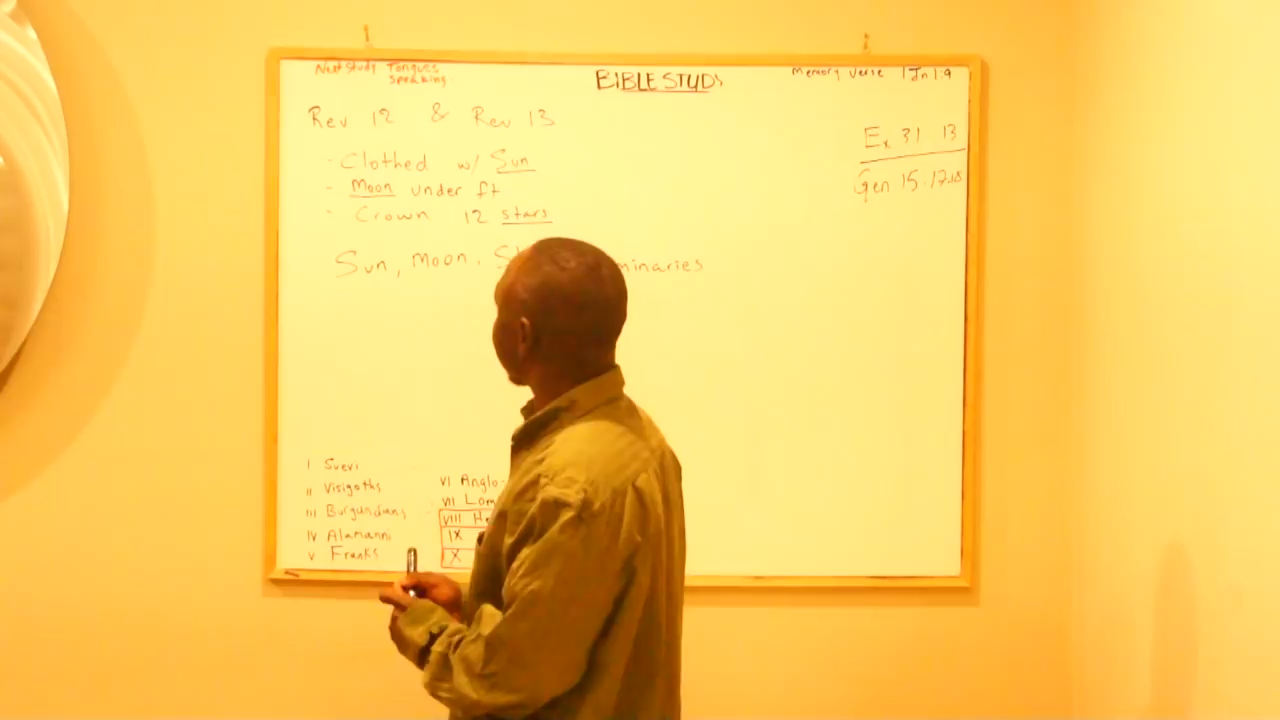 Next Study Tongues
Speaking
BIBLE STUDY
Memory Verse 1 Jn 1:9
Rev 12 & Rev 13
Ex 31 13
Gen 15.17,18
- Clothed w/ Sun
- Moon under ft
- Crown 12 stars
Sun, Moon, St minaries
I Suevi
II Visigoths
III Burgundians
IV Alamanni
V Franks
VI Anglo-
VII Lom
VIII He
IX
X